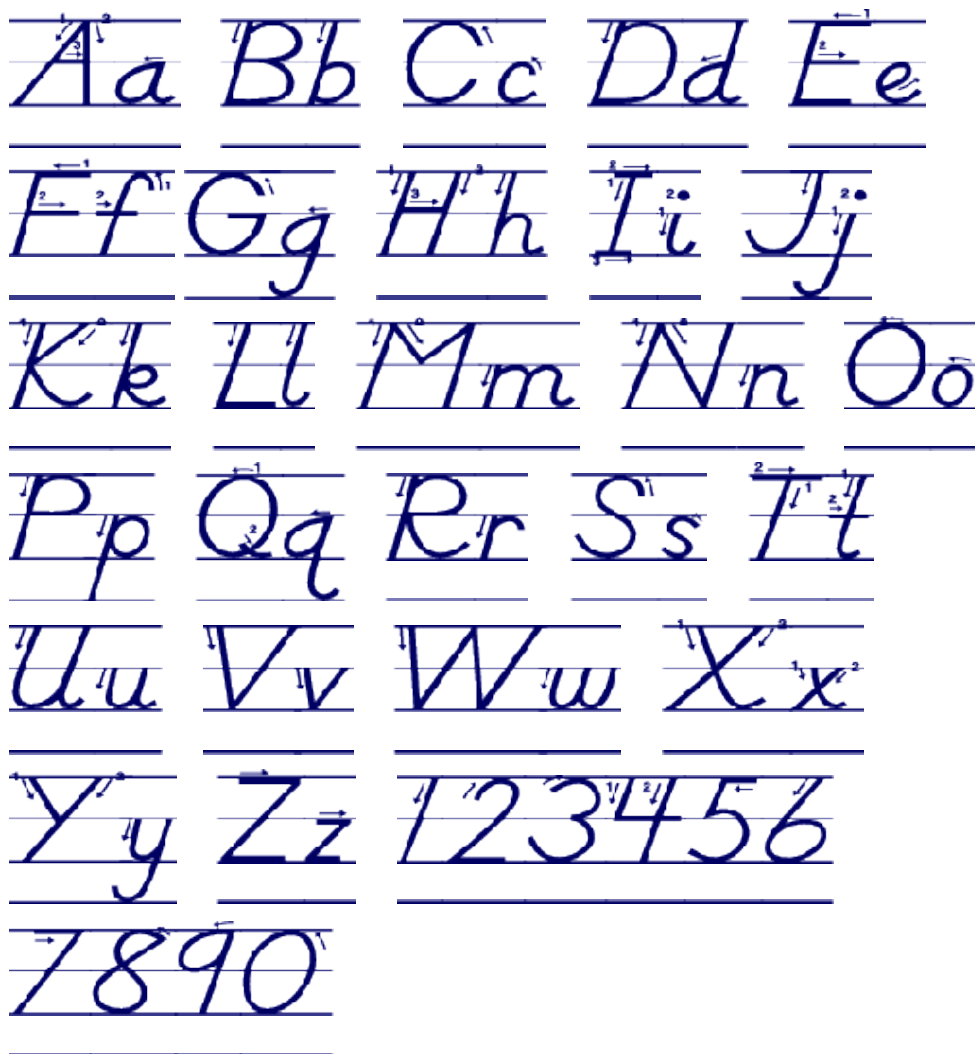 Aa Bb Cc Dd Ee
Ff Gg Hh Ii Jj
Kk Ll Mm Nn Oo
Pp Qq Rr Ss Tt
Uu Vv Ww Xx
Yy Zz 123456
7890